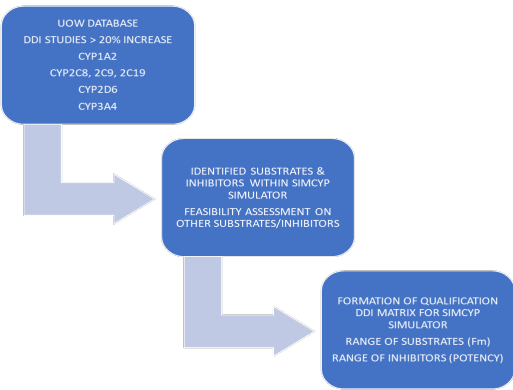 UOW DATABASE
DDI STUDIES > 20% INCREASE
CYP1A2
CYP2C8, 2C9, 2C19
CYP2D6
CYP3A4
IDENTIFIED SUBSTRATES &
INHIBITORS WITHIN SIMCYP
SIMULATOR
FEASIBILITY ASSESSMENT ON
OTHER SUBSTRATES/INHIBITORS
FORMATION OF QUALIFICATION
DDI MATRIX FOR SIMCYP
SIMULATOR
RANGE OF SUBSTRATES (Fm)
RANGE OF INHIBITORS (POTENCY)